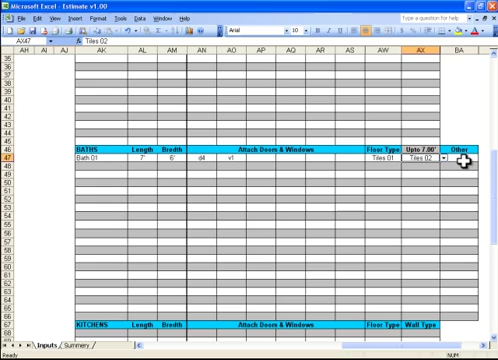 Microsoft Excel - Estimate v1.00
File Edit View Insert Format Tools Data Window Help
Type a question for help
Arial 10 B I U
AX47 fx Tiles 02
AH AI AJ AK AL AM AN AO AP AQ AR AS AW AX BA
35
36
37
38
39
40
41
42
43
44
45
46 BATHS Length Bredth Attach Doors & Windows Floor Type Upto 7.00' Other
47 Bath 01 7' 6' d4 v1 Tiles 01 Tiles 02
48
49
50
51
52
53
54
55
56
57
58
59
60
61
62
63
64
65
66
67 KITCHENS Length Bredth Attach Doors & Windows Floor Type Wall Type
68
Inputs / Summery
Ready
NUM